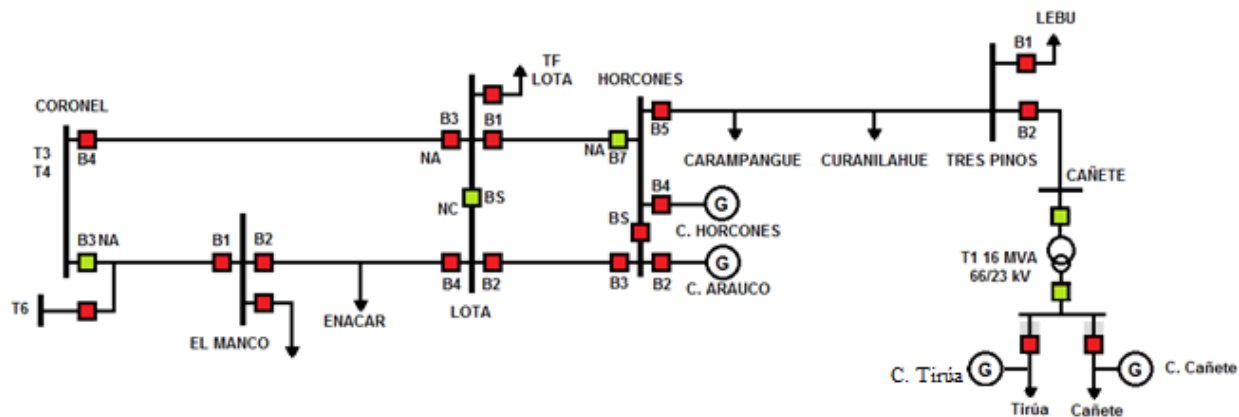 LEBU
B1
TF
LOTA
HORCONES
CORONEL
B3
B1
B5
B2
T3
T4
B4
NA
NA
B7
CARAMPANGUE
CURANILAHUE
TRES PINOS
CAÑETE
B4
BS
NC
BS
G
C. HORCONES
B3 NA
B1
B2
T1 16 MVA
66/23 kV
G
B4
B2
B3
B2
C. ARAUCO
T6
ENACAR
LOTA
EL MANCO
C. Tirúa
G
G
C. Cañete
Tirúa
Cañete